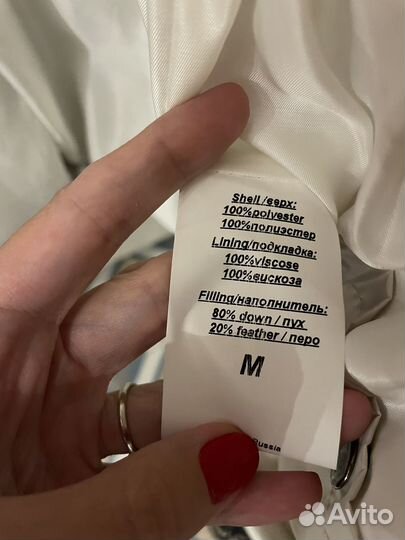 Shell /верх:
100%polyester
100%полиэстер
Lining/подкладка:
100%viscose
100%вискоза
Filling/наполнитель:
80% down / пух
20% feather / перо
M
Russia
Avito